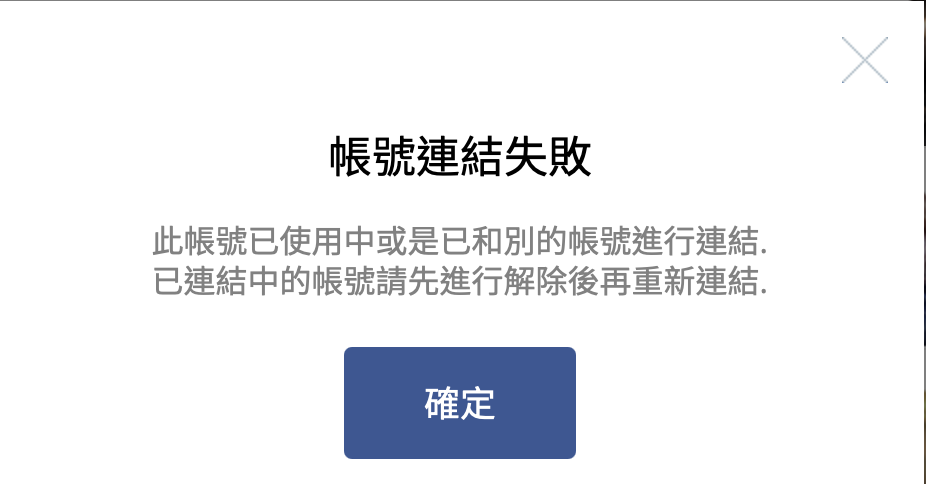 帳號連結失敗
此帳號已使用中或是已和別的帳號進行連結.
已連結中的帳號請先進行解除後再重新連結.
確定